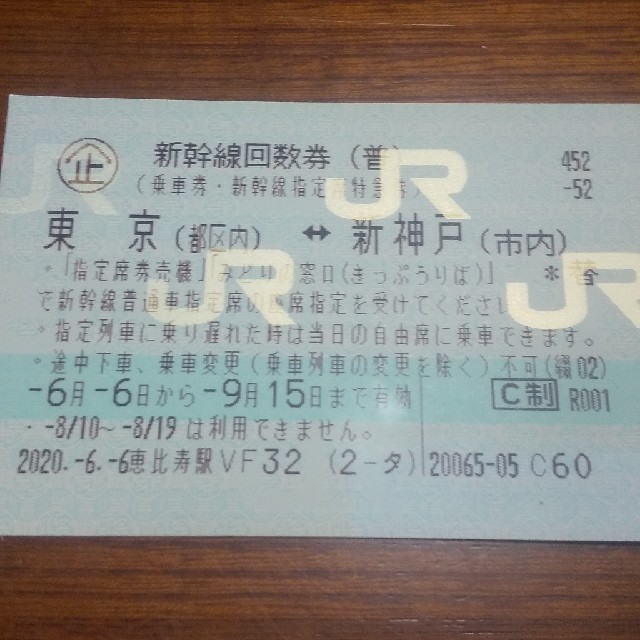 企 新幹線回数券（普） 452
（乗車券・新幹線指定席特急券） -52
東 京（都区内） ↔ 新神戸（市内）
・「指定席券売機」「みどりの窓口（きっぷうりば）」 ＊ 替
で新幹線普通車指定席の座席指定を受けてください
・指定列車に乗り遅れた時は当日の自由席に乗車できます。
・途中下車、乗車変更（乗車列車の変更を除く）不可（綴02）
-6月-6日から-9月15日まで有効 C制 R001
・-8/10～-8/19は利用できません。
2020.-6.-6恵比寿駅VF32 （2-タ） 20065-05 C60
JR
JR
JR
JR